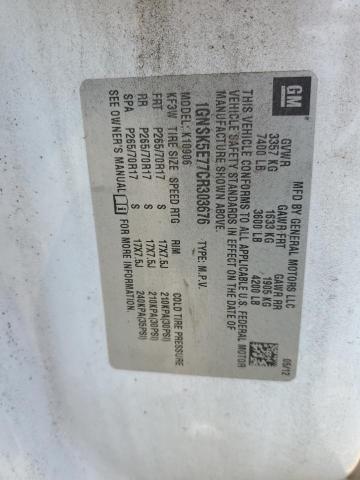 GM
MFD BY GENERAL MOTORS LLC
05/12
GVWR GAWR FRT GAWR RR
3357 KG 1633 KG 1905 KG
7400 LB 3600 LB 4200 LB
THIS VEHICLE CONFORMS TO ALL APPLICABLE U.S. FEDERAL MOTOR
VEHICLE SAFETY STANDARDS IN EFFECT ON THE DATE OF
MANUFACTURE SHOWN ABOVE.
1GNSK5E77CR303676 TYPE: M.P.V.
MODEL: K10906
KF3W TIRE SIZE SPEED RTG RIM COLD TIRE PRESSURE
FRT P265/70R17 S 17X7.5J 210KPA(30PSI)
RR P265/70R17 S 17X7.5J 210KPA(30PSI)
SPA P265/70R17 S 17X7.5J 240KPA(35PSI)
SEE OWNER'S MANUAL FOR MORE INFORMATION.